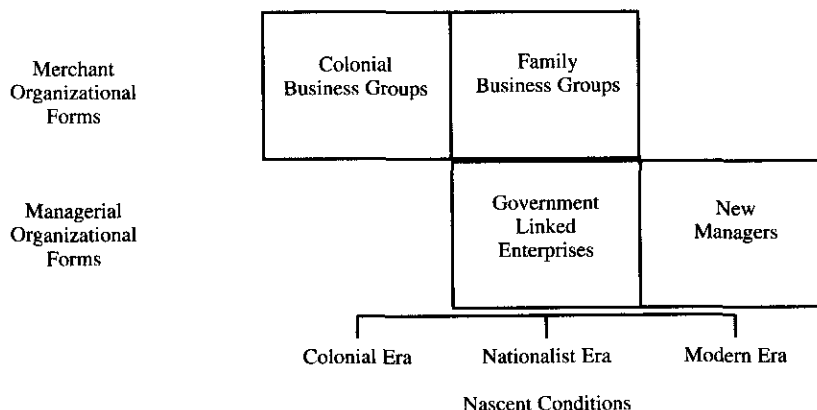 Merchant
Organizational
Forms
Colonial
Business Groups
Family
Business Groups
Managerial
Organizational
Forms
Government
Linked
Enterprises
New
Managers
Colonial Era
Nationalist Era
Modern Era
Nascent Conditions